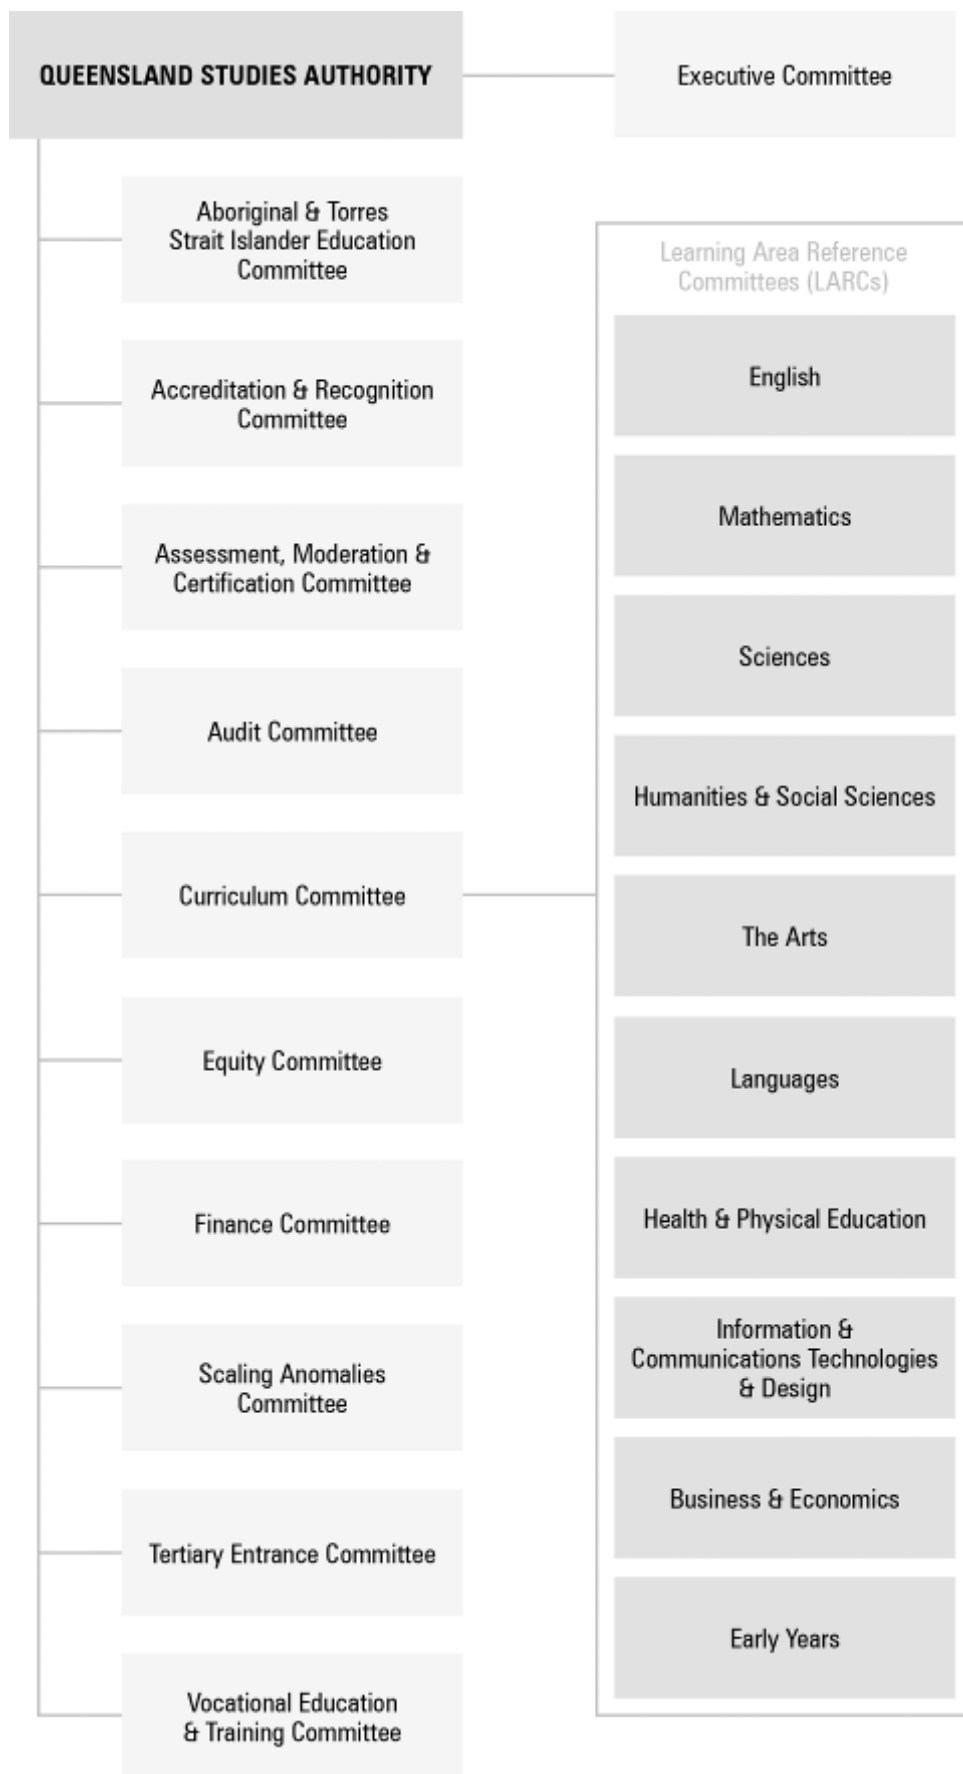 QUEENSLAND STUDIES AUTHORITY
Executive Committee
Aboriginal & Torres
Strait Islander Education
Committee
Accreditation & Recognition
Committee
Assessment, Moderation &
Certification Committee
Audit Committee
Curriculum Committee
Equity Committee
Finance Committee
Scaling Anomalies
Committee
Tertiary Entrance Committee
Vocational Education
& Training Committee
Learning Area Reference
Committees (LARCs)
English
Mathematics
Sciences
Humanities & Social Sciences
The Arts
Languages
Health & Physical Education
Information &
Communications Technologies
& Design
Business & Economics
Early Years